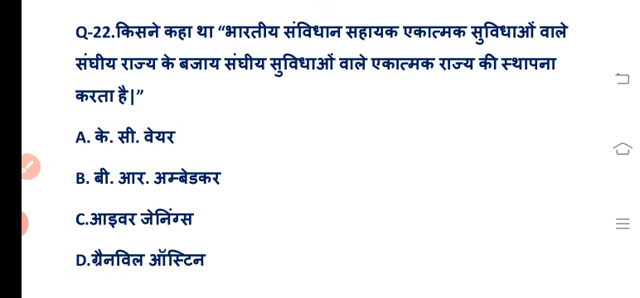 Q-22.किसने कहा था “भारतीय संविधान सहायक एकात्मक सुविधाओं वाले
संघीय राज्य के बजाय संघीय सुविधाओं वाले एकात्मक राज्य की स्थापना
करता है|”
A. के. सी. वेयर
B. बी. आर. अम्बेडकर
C.आइवर जेनिंग्स
D.ग्रैनविल ऑस्टिन